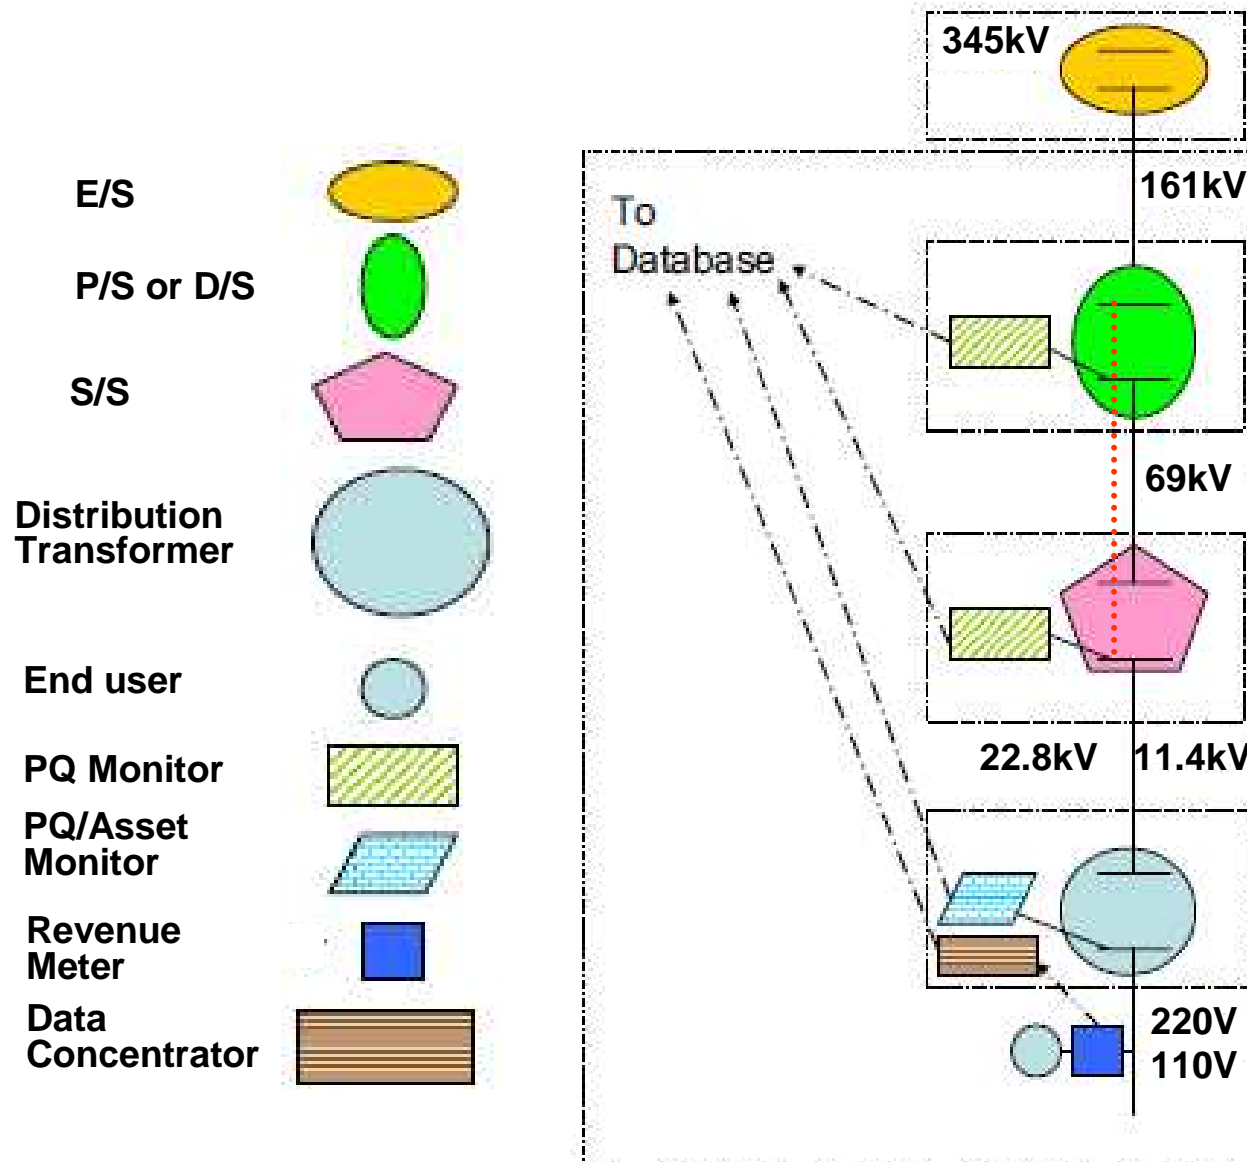 E/S
P/S or D/S
S/S
Distribution
Transformer
End user
PQ Monitor
PQ/Asset
Monitor
Revenue
Meter
Data
Concentrator
345kV
161kV
To
Database
69kV
22.8kV 11.4kV
220V
110V